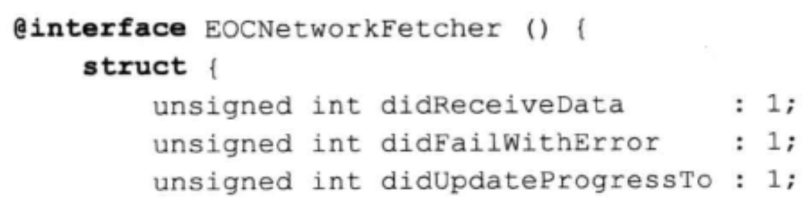 @interface EOCNetworkFetcher () {
struct {
unsigned int didReceiveData : 1;
unsigned int didFailWithError : 1;
unsigned int didUpdateProgressTo : 1;